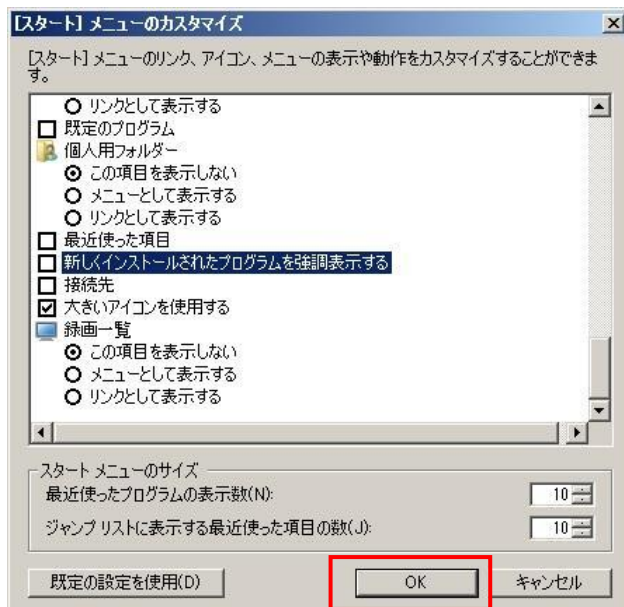 [スタート] メニューのカスタマイズ
[スタート] メニューのリンク、アイコン、メニューの表示や動作をカスタマイズすることができま
す。
リンクとして表示する
既定のプログラム
個人用フォルダー
この項目を表示しない
メニューとして表示する
リンクとして表示する
最近使った項目
新しくインストールされたプログラムを強調表示する
接続先
大きいアイコンを使用する
録画一覧
この項目を表示しない
メニューとして表示する
リンクとして表示する
スタート メニューのサイズ
最近使ったプログラムの表示数(N): 10
ジャンプ リストに表示する最近使った項目の数(J): 10
既定の設定を使用(D) OK キャンセル